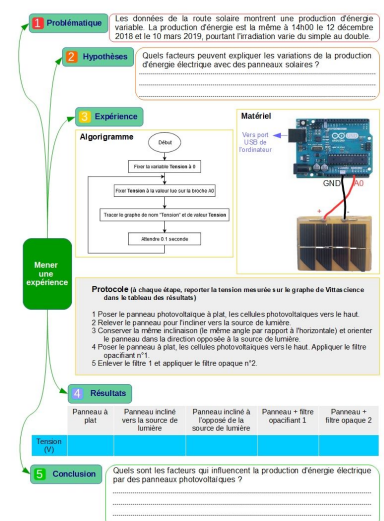 1 Problématique
Les données de la route solaire montrent une production d'énergie
variable. La production d'énergie est la même à 14h00 le 12 décembre
2018 et le 10 mars 2019, pourtant l'irradiation varie du simple au double.
2 Hypothèses
Quels facteurs peuvent expliquer les variations de la production
d'énergie électrique avec des panneaux solaires ?
3 Expérience
Algorigramme
Début
Fixer la variable Tension à 0
Fixer Tension à la valeur lue sur la broche A0
Tracer le graphe de nom "Tension" et de valeur Tension
Attendre 0.1 seconde
Matériel
Vers port
USB de
l'ordinateur
GND
A0
+
Mener
une
expérience
Protocole (à chaque étape, reporter la tension mesurée sur le graphe de Vittascience
dans le tableau des résultats)
1 Poser le panneau photovoltaïque à plat, les cellules photovoltaïques vers le haut.
2 Relever le panneau pour l'incliner vers la source de lumière.
3 Conserver la même inclinaison (le même angle par rapport à l'horizontale) et orienter
le panneau dans la direction opposée à la source de lumière.
4 Poser le panneau à plat, les cellules photovoltaïques vers le haut. Appliquer le filtre
opacifiant n°1.
5 Enlever le filtre 1 et appliquer le filtre opaque n°2.
4 Résultats
Panneau à
plat
Panneau incliné
vers la source de
lumière
Panneau incliné à
l'opposé de la
source de lumière
Panneau + filtre
opacifiant 1
Panneau +
filtre opaque 2
Tension
(V)
5 Conclusion
Quels sont les facteurs qui influencent la production d'énergie électrique
par des panneaux photovoltaïques ?